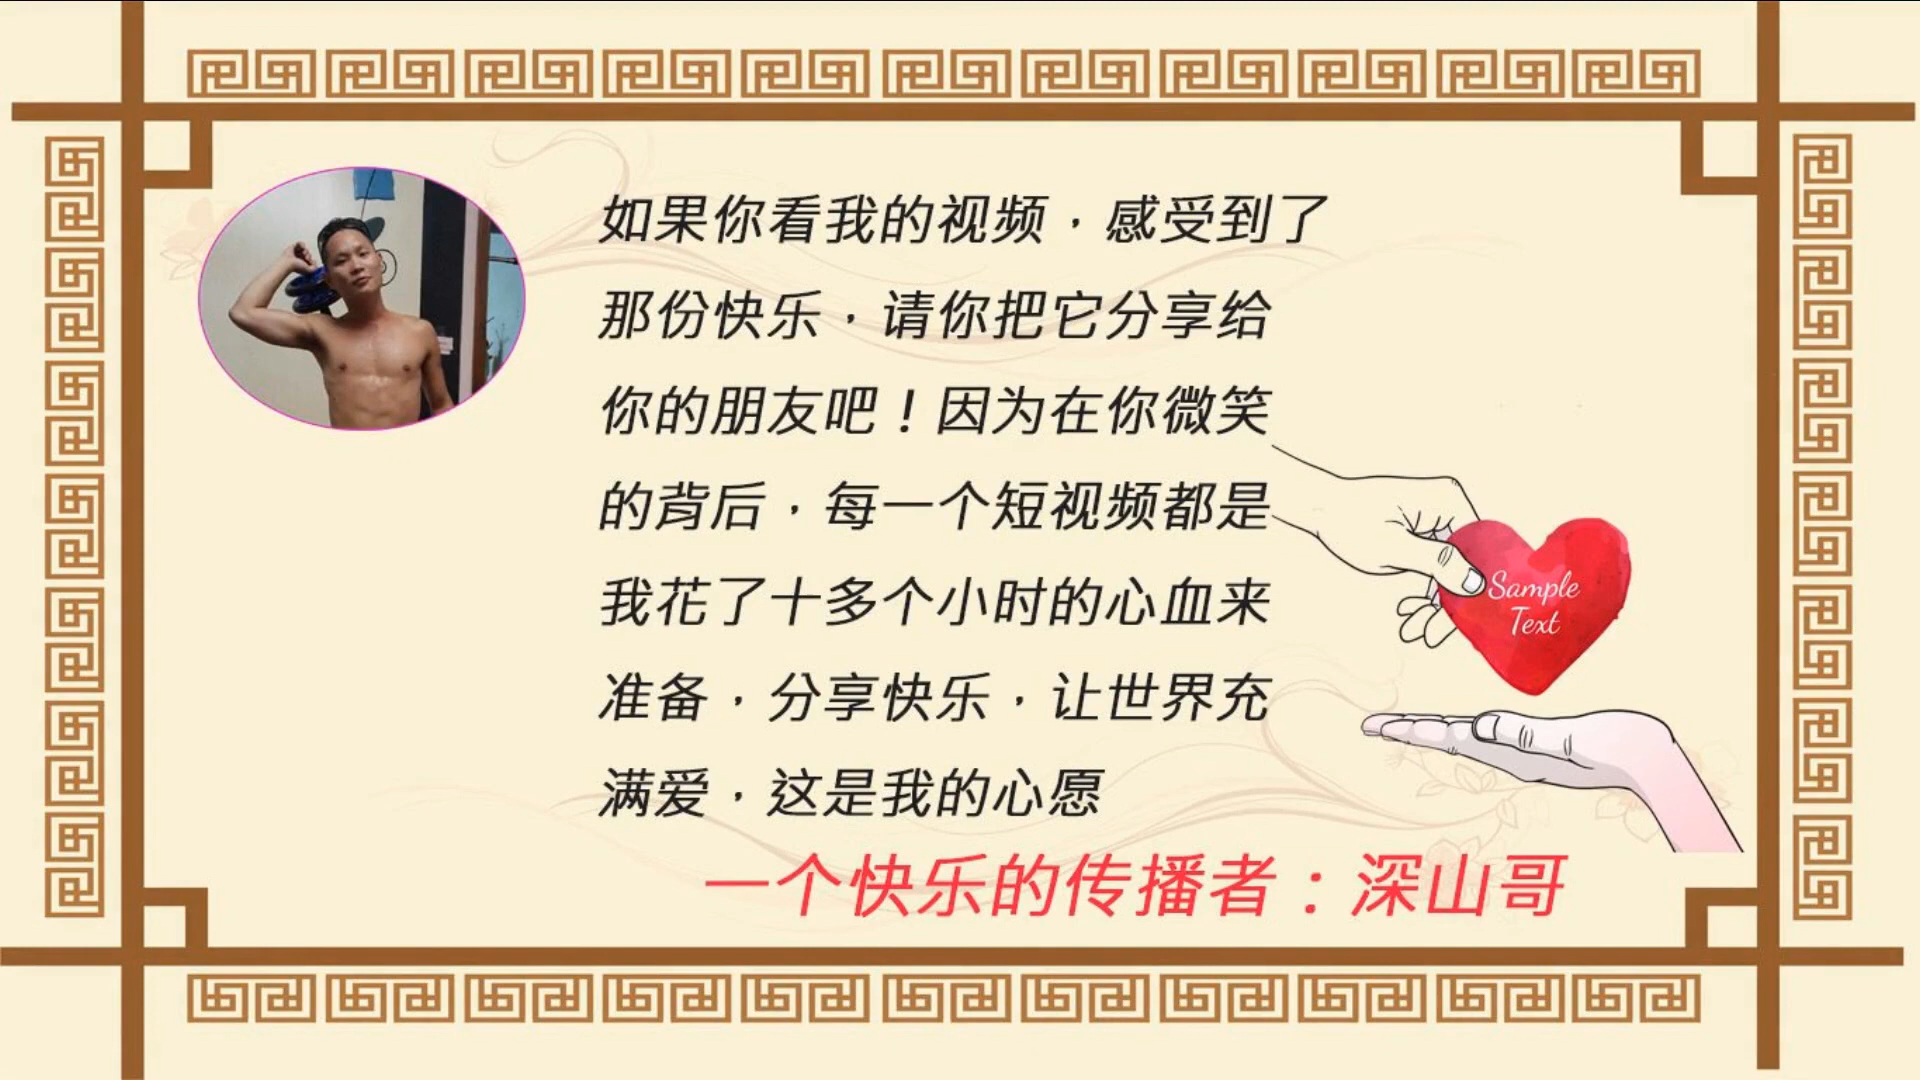 如果你看我的视频，感受到了
那份快乐，请你把它分享给
你的朋友吧！因为在你微笑
的背后，每一个短视频都是
我花了十多个小时的心血来
准备，分享快乐，让世界充
满爱，这是我的心愿
Sample
Text
一个快乐的传播者：深山哥